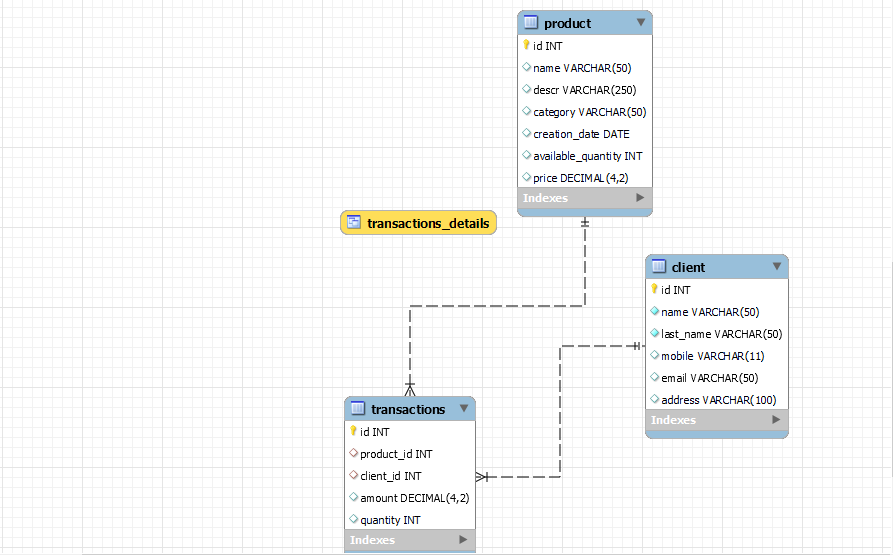 product
id INT
name VARCHAR(50)
descr VARCHAR(250)
category VARCHAR(50)
creation_date DATE
available_quantity INT
price DECIMAL(4,2)
Indexes
transactions_details
client
id INT
name VARCHAR(50)
last_name VARCHAR(50)
mobile VARCHAR(11)
email VARCHAR(50)
address VARCHAR(100)
Indexes
transactions
id INT
product_id INT
client_id INT
amount DECIMAL(4,2)
quantity INT
Indexes